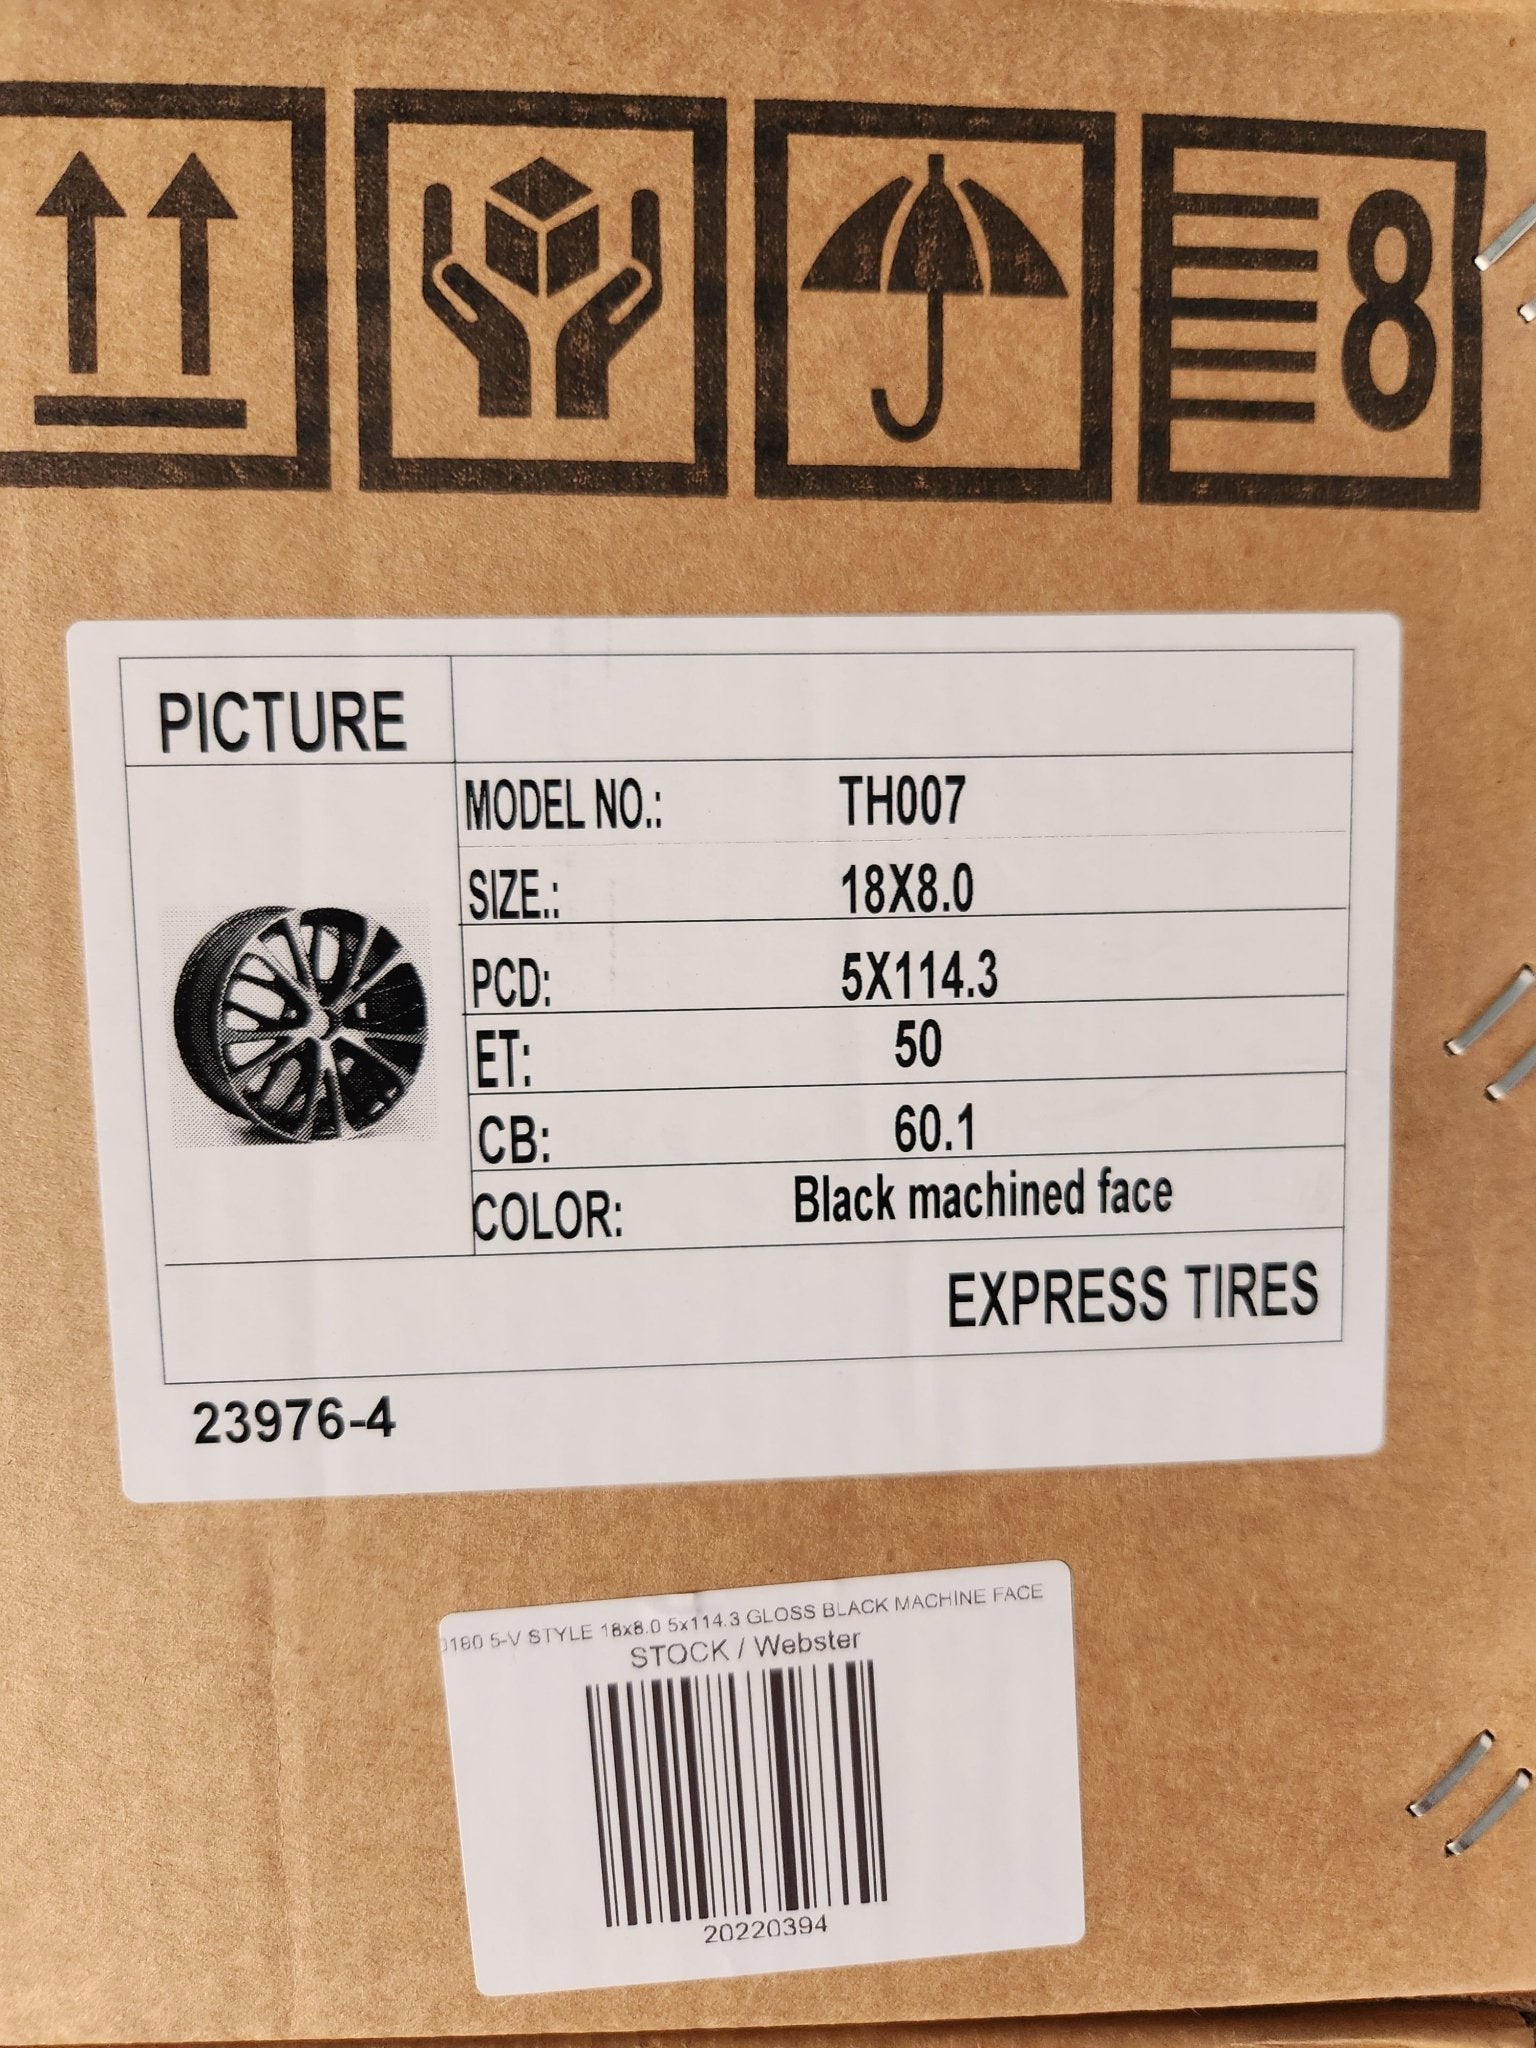 8
PICTURE
MODEL NO.: TH007
SIZE.: 18X8.0
PCD: 5X114.3
ET: 50
CB: 60.1
COLOR: Black machined face
EXPRESS TIRES
23976-4
0180 5-V STYLE 18x8.0 5x114.3 GLOSS BLACK MACHINE FACE
STOCK / Webster
20220394